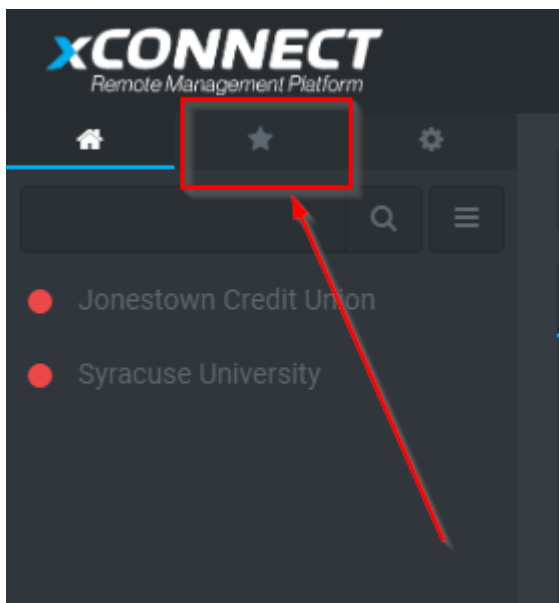 xCONNECT
Remote Management Platform
Jonestown Credit Union
Syracuse University